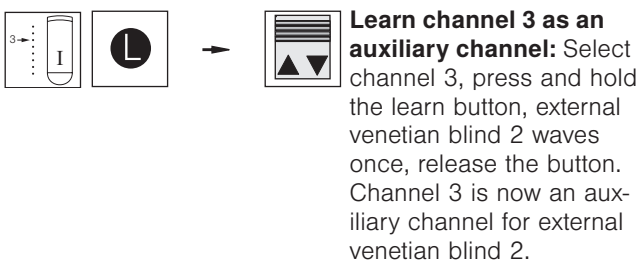 3
I
L
Learn channel 3 as an
auxiliary channel: Select
channel 3, press and hold
the learn button, external
venetian blind 2 waves
once, release the button.
Channel 3 is now an aux-
iliary channel for external
venetian blind 2.